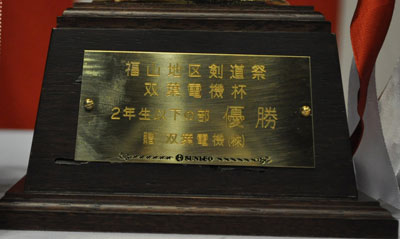 福山地区剣道祭
双葉電機杯
2年生以下の部 優勝
贈 双葉電機㈱